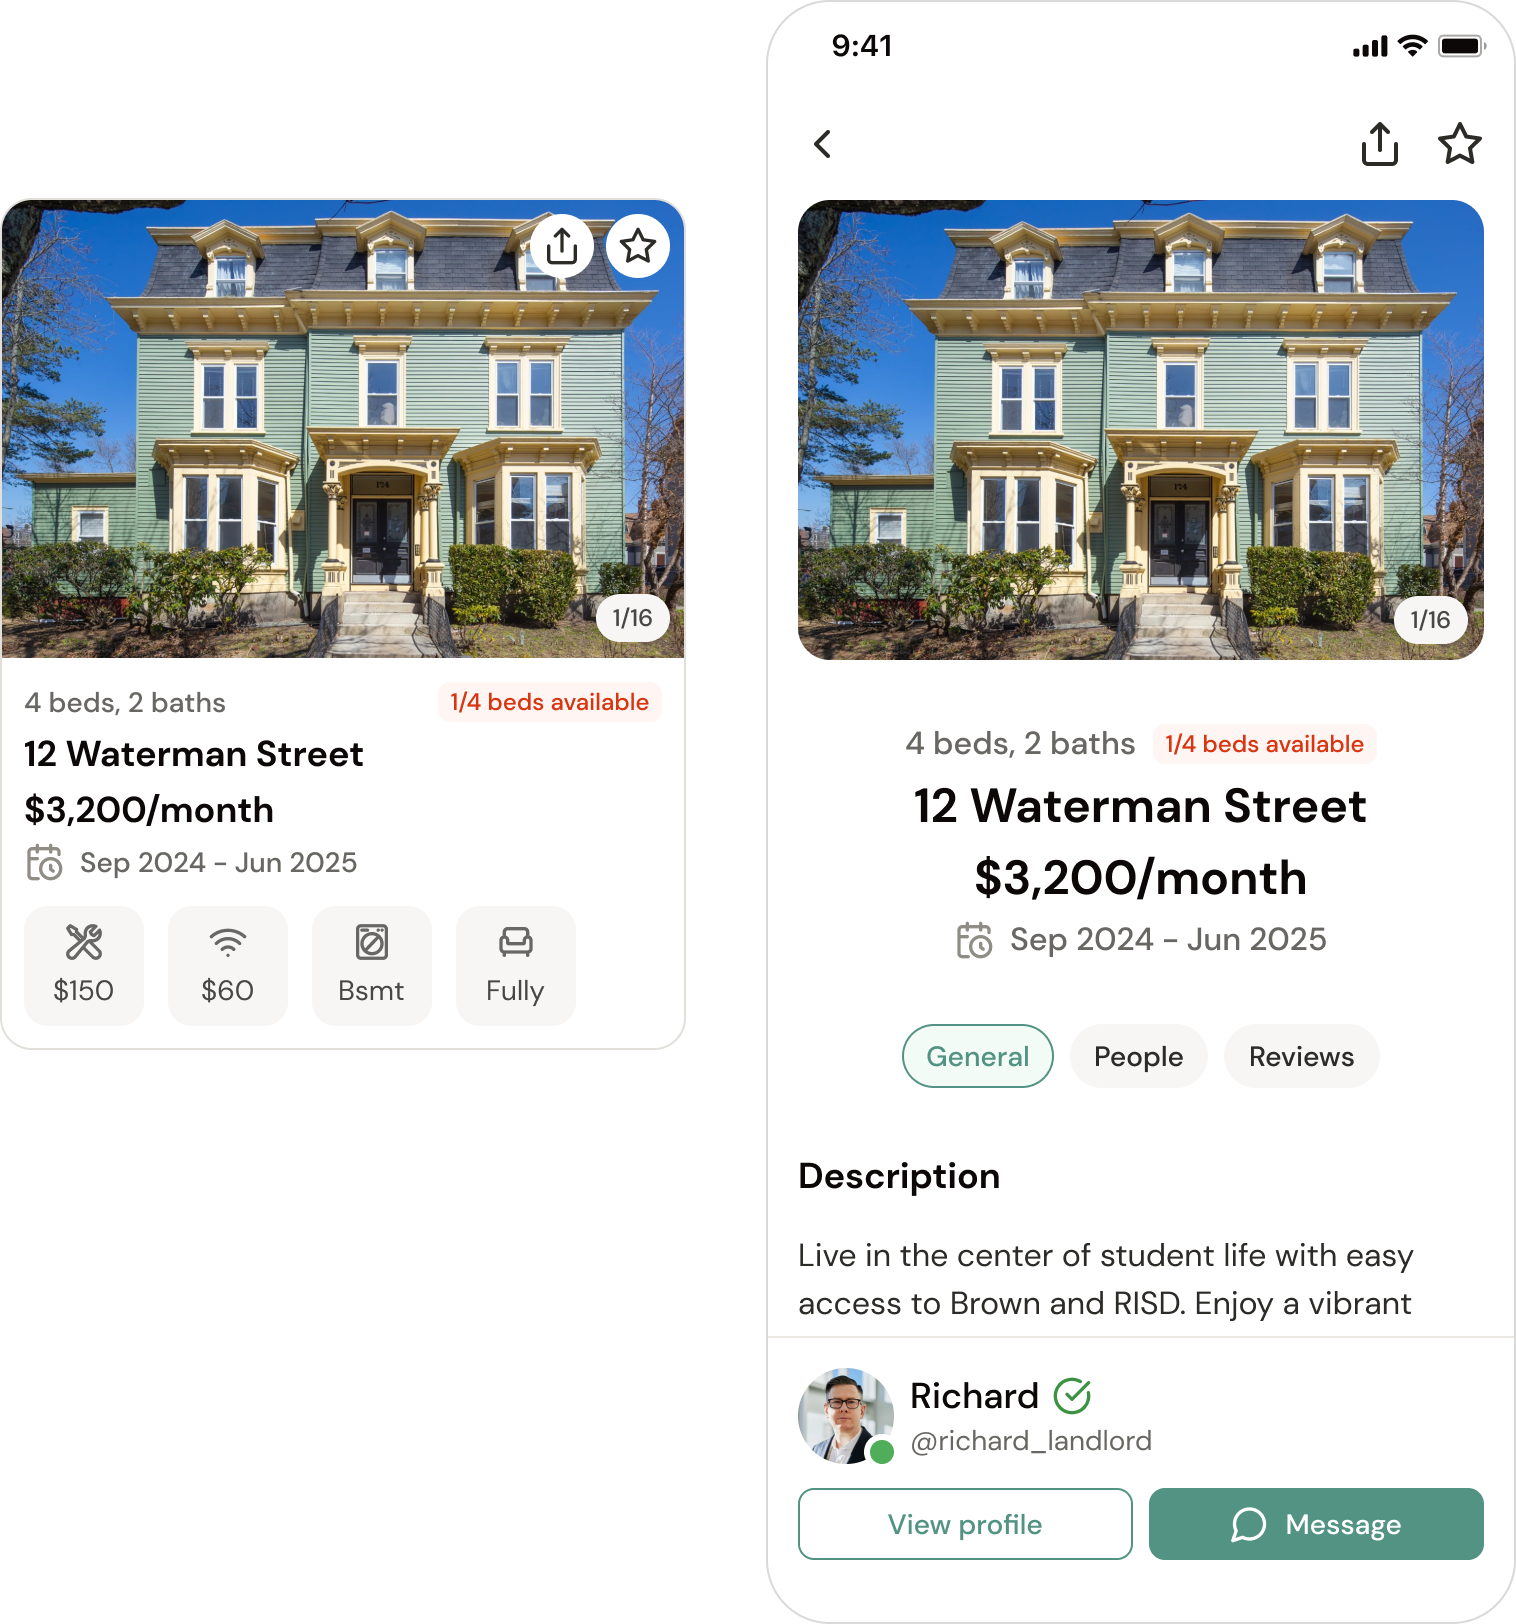 1/16
4 beds, 2 baths
1/4 beds available
12 Waterman Street
$3,200/month
Sep 2024 – Jun 2025
$150
$60
Bsmt
Fully
9:41
174
1/16
4 beds, 2 baths
1/4 beds available
12 Waterman Street
$3,200/month
Sep 2024 – Jun 2025
General
People
Reviews
Description
Live in the center of student life with easy
access to Brown and RISD. Enjoy a vibrant
Richard
@richard_landlord
View profile
Message